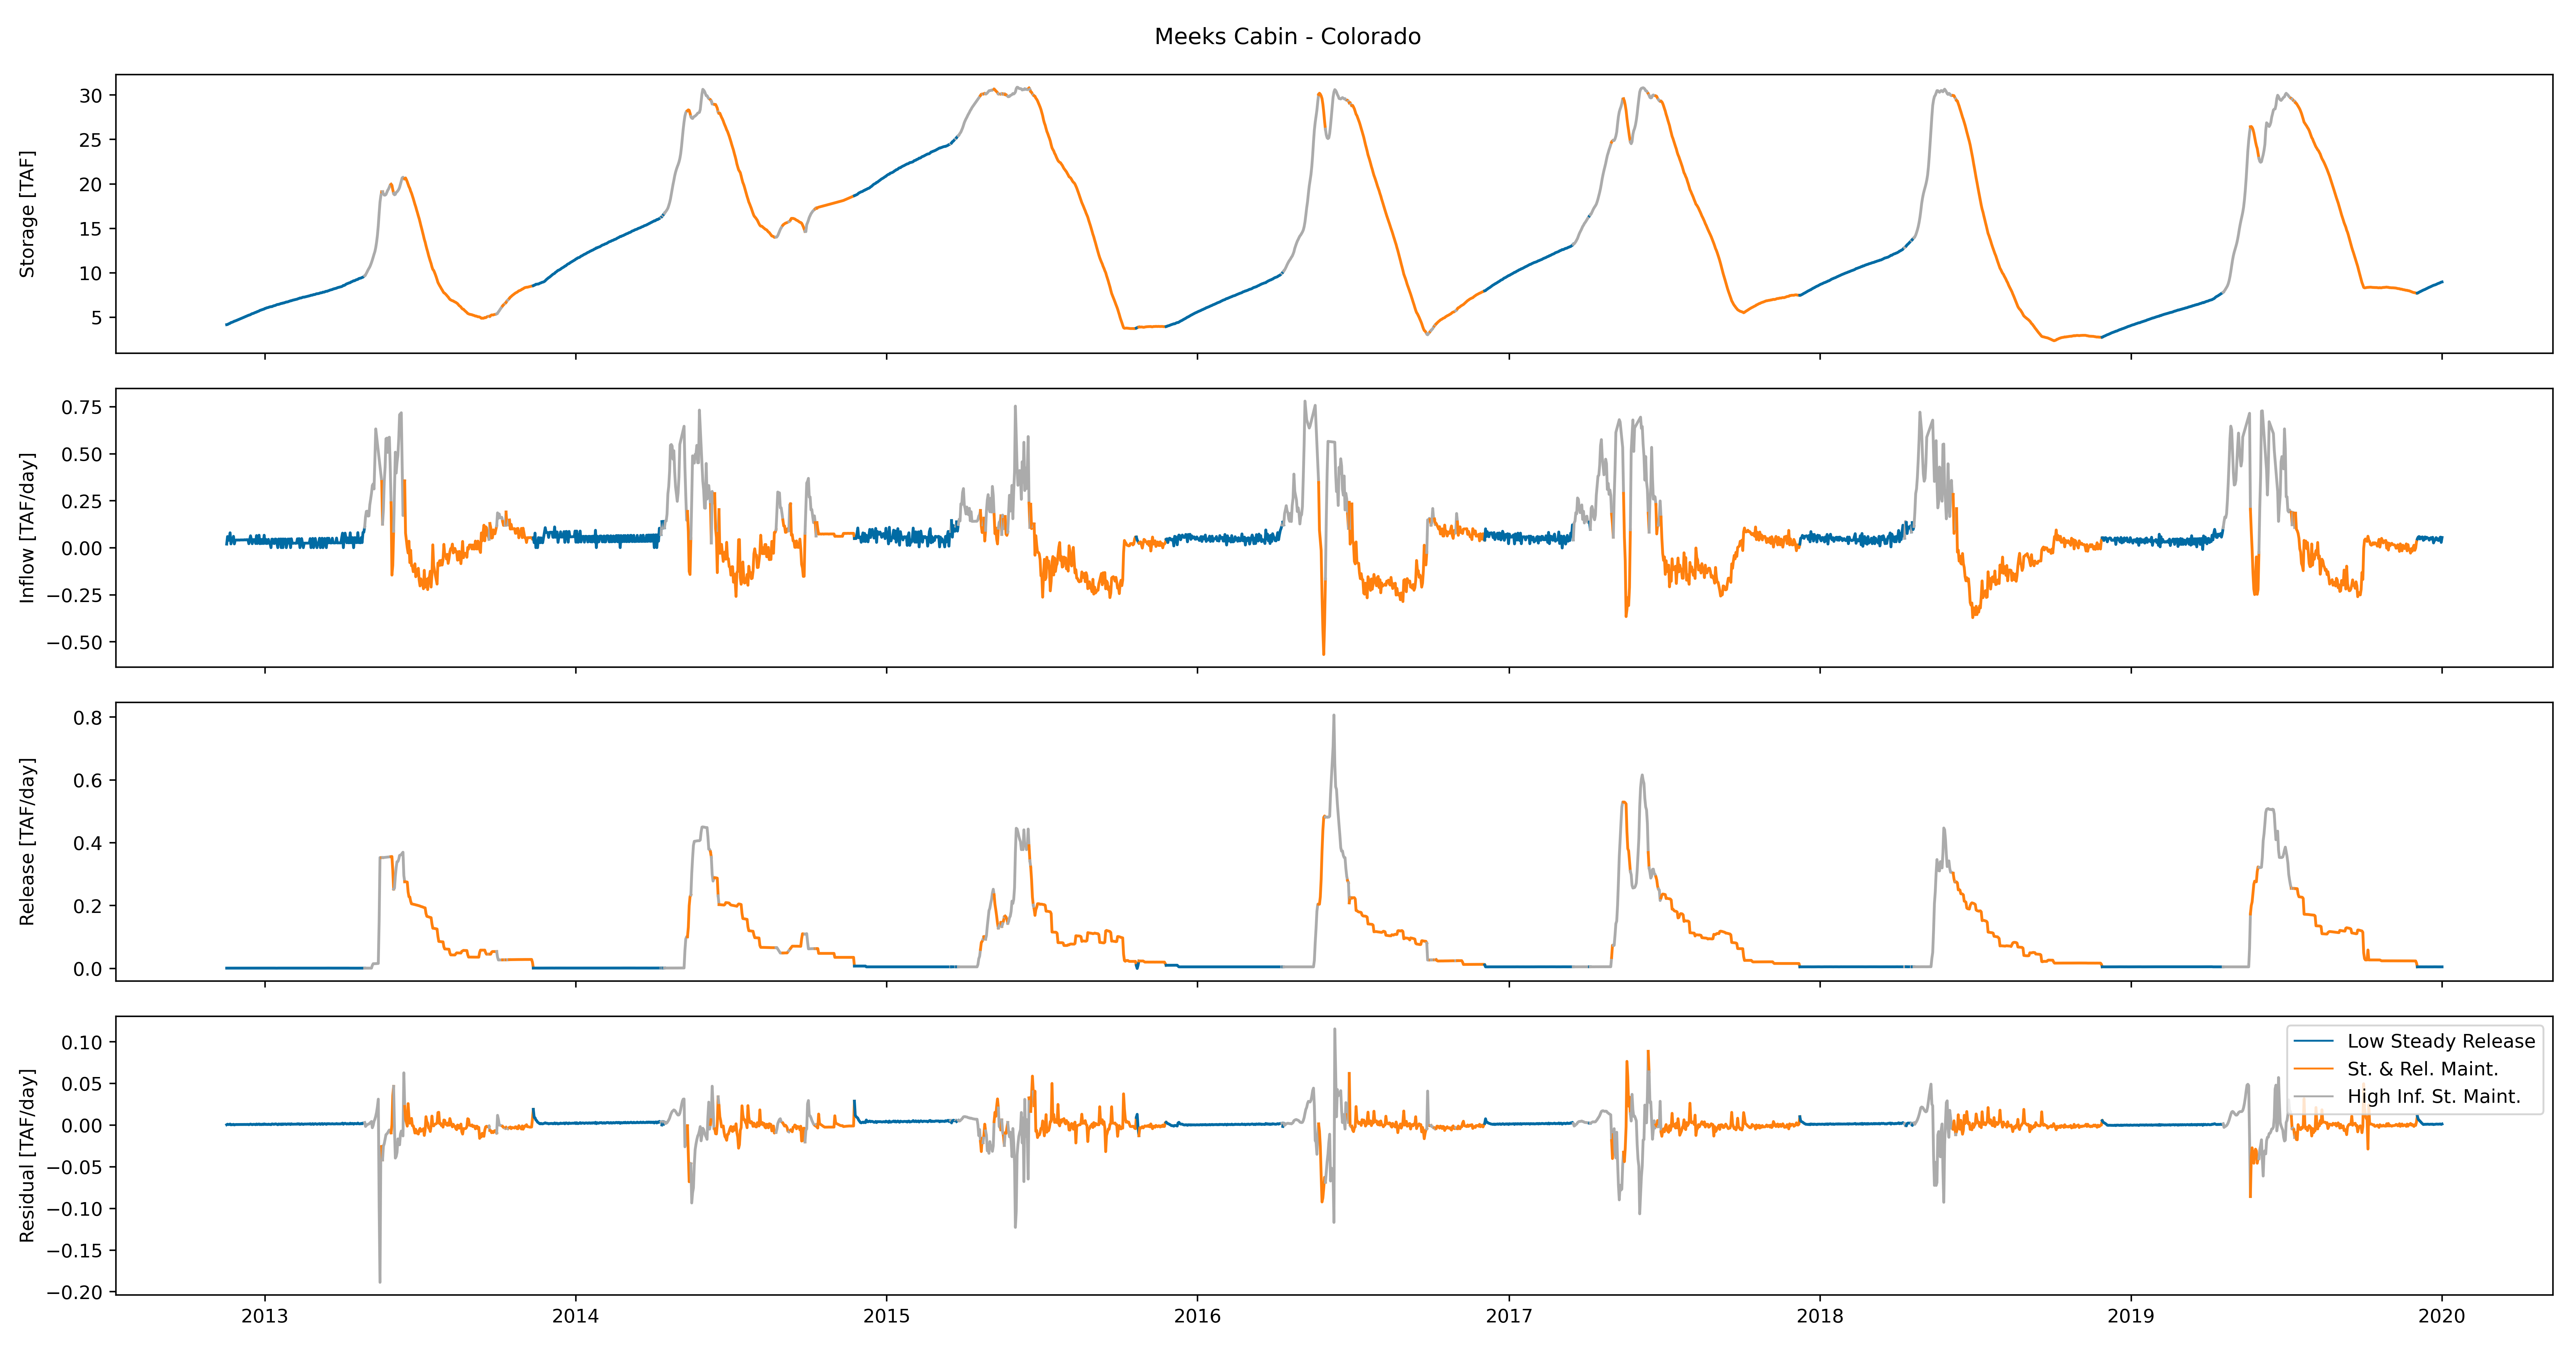 Meeks Cabin - Colorado
Storage [TAF]
30
25
20
15
10
5
Inflow [TAF/day]
0.75
0.50
0.25
0.00
−0.25
−0.50
Release [TAF/day]
0.8
0.6
0.4
0.2
0.0
Residual [TAF/day]
0.10
0.05
0.00
−0.05
−0.10
−0.15
−0.20
Low Steady Release
St. & Rel. Maint.
High Inf. St. Maint.
2013 2014 2015 2016 2017 2018 2019 2020